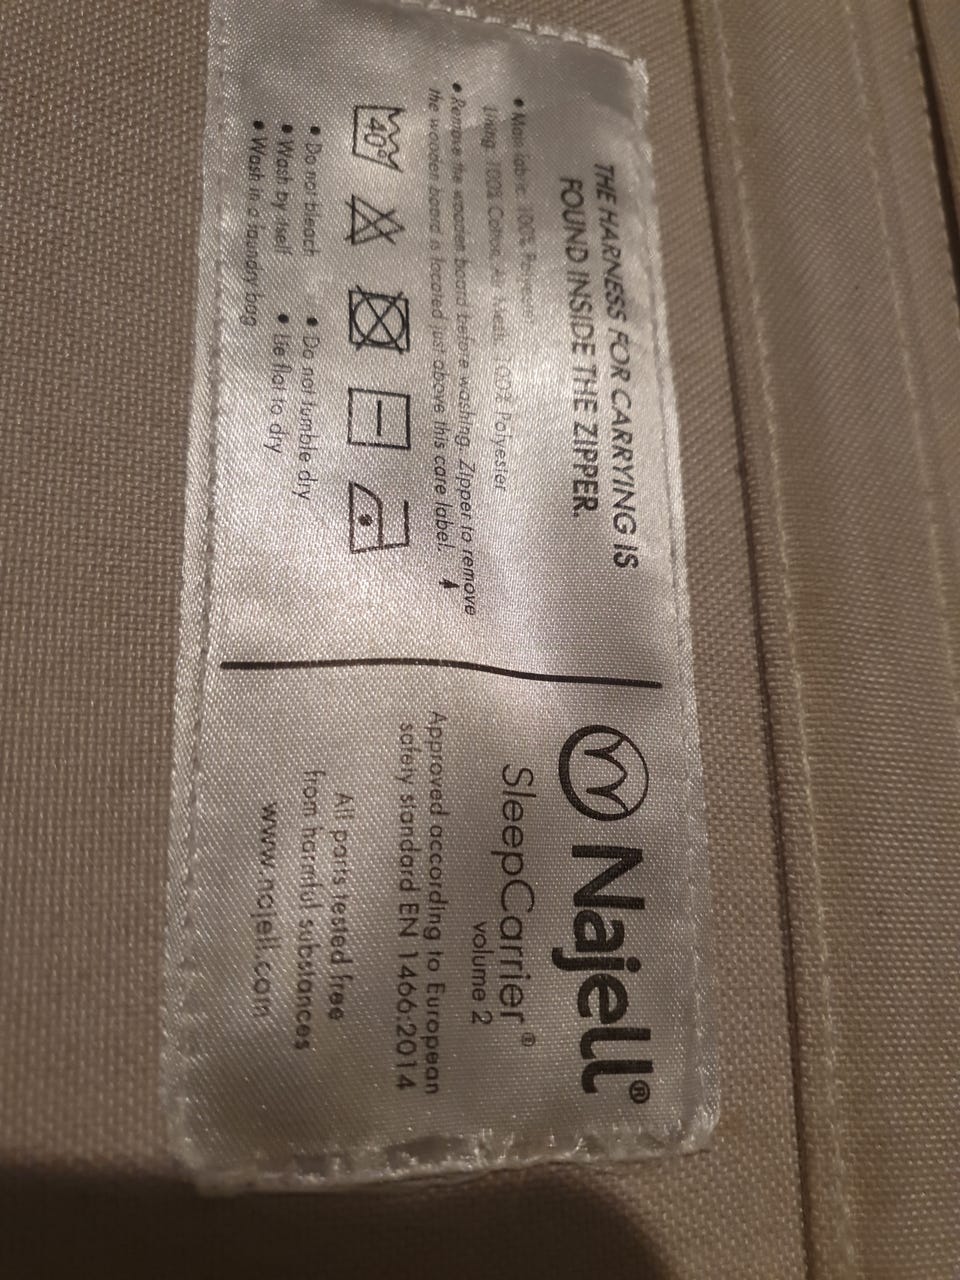 THE HARNESS FOR CARRYING IS
FOUND INSIDE THE ZIPPER.
• Main fabric: 100% Polyester
Lining: 100% Cotton, Air Mesh: 100% Polyester
• Remove the wooden board before washing. Zipper to remove
the wooden board is located just above this care label.
40°
• Do not bleach
• Do not tumble dry
• Wash by itself
• Lie flat to dry
• Wash in a laundry bag
Najell®
SleepCarrier®
volume 2
Approved according to European
safety standard EN 1466:2014
All parts tested free
from harmful substances
www.najell.com